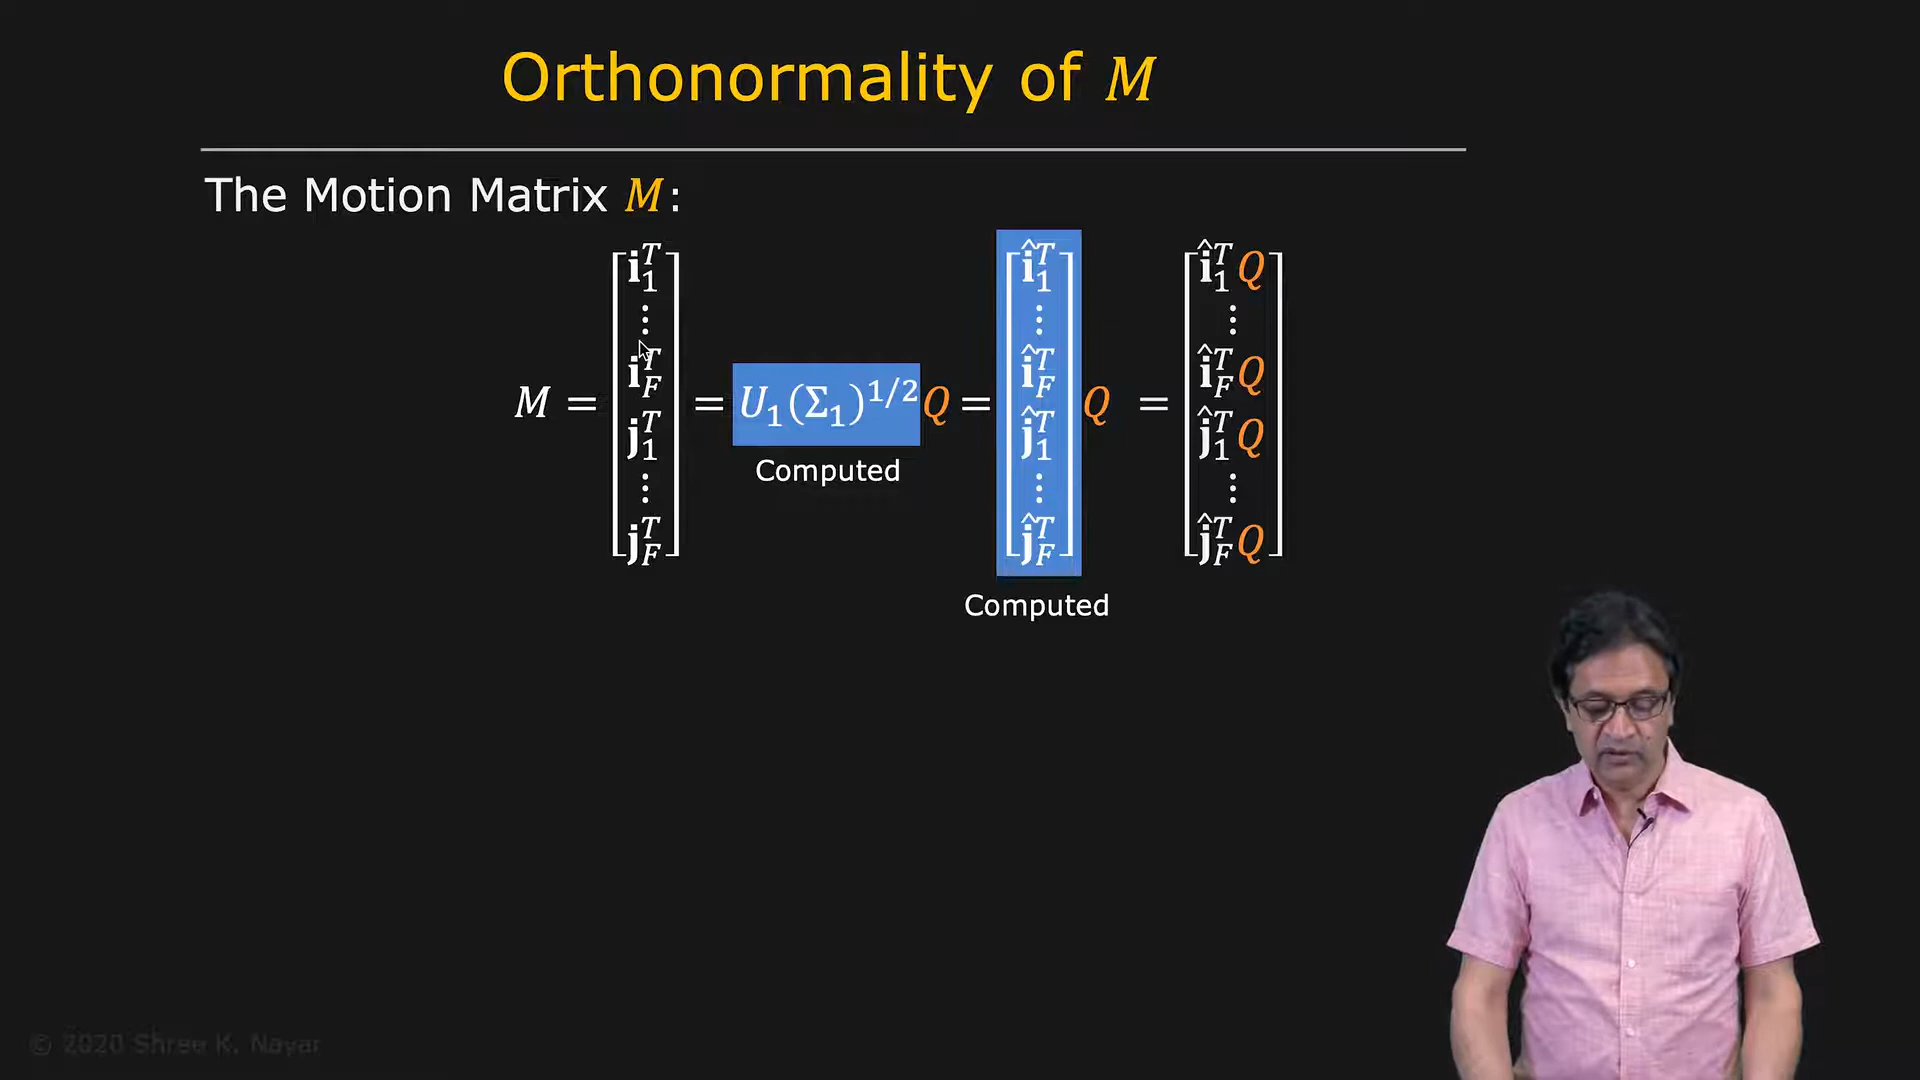 Orthonormality of M
The Motion Matrix M:
M = [i₁ᵀ ⋮ i_Fᵀ j₁ᵀ ⋮ j_Fᵀ] = U₁(Σ₁)^{1/2}Q = [î₁ᵀ ⋮ î_Fᵀ ĵ₁ᵀ ⋮ ĵ_Fᵀ] Q = [î₁ᵀQ ⋮ î_FᵀQ ĵ₁ᵀQ ⋮ ĵ_FᵀQ]
Computed
Computed
© 2020 Shree K. Nayar